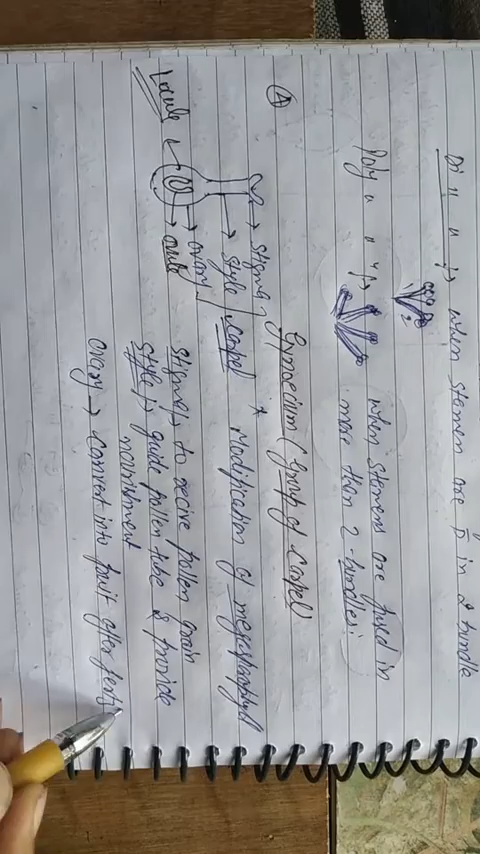 Di " " " when stamen are p in 2 bundle
Poly " " " when stamens are fused in
more then 2-bundles.
(4) Gynoecium (Group of carpel)
→ stigma
→ style carpel * Modification of megasporophyll
→ ovary
→ ovule
Locule
stigma → to recive pollen grain
style → guide pollen tube & provide
nourishment
ovary → convert into fruit after fert